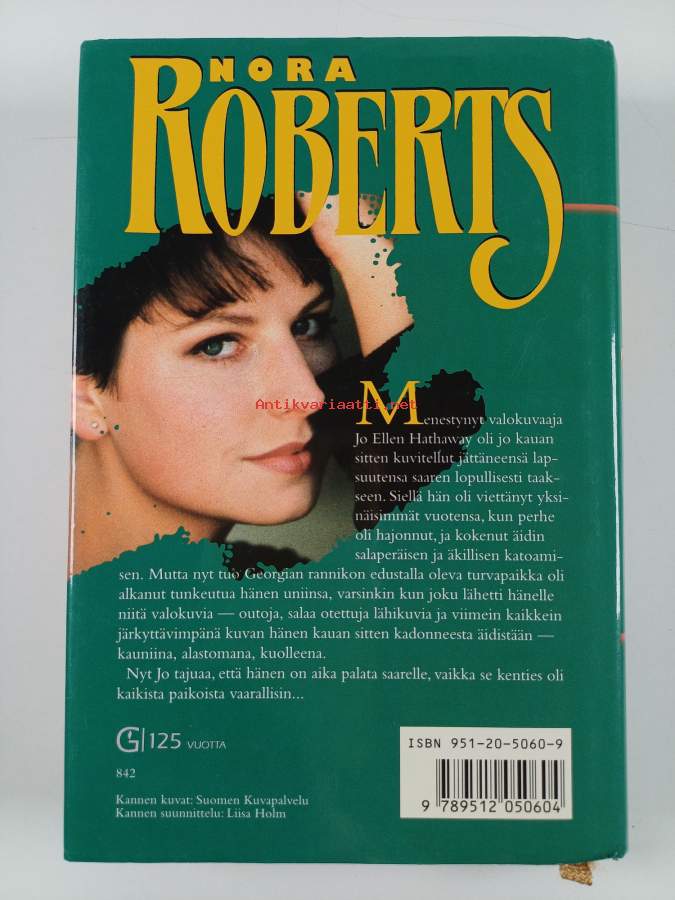 NORA
ROBERTS
Antikvariaatti.net
Menestynyt valokuvaaja
Jo Ellen Hathaway oli jo kauan
sitten kuvitellut jättäneensä lap-
suutensa saaren lopullisesti taak-
seen. Siellä hän oli viettänyt yksi-
näisimmät vuotensa, kun perhe
oli hajonnut, ja kokenut äidin
salaperäisen ja äkillisen katoami-
sen. Mutta nyt tuo Georgian rannikon edustalla oleva turvapaikka oli
alkanut tunkeutua hänen uniinsa, varsinkin kun joku lähetti hänelle
niitä valokuvia — outoja, salaa otettuja lähikuvia ja viimein kaikkein
järkyttävimpänä kuvan hänen kauan sitten kadonneesta äidistään —
kauniina, alastomana, kuolleena.
Nyt Jo tajuaa, että hänen on aika palata saarelle, vaikka se kenties oli
kaikista paikoista vaarallisin...
G 125 VUOTTA
ISBN 951-20-5060-9
842
Kannen kuvat: Suomen Kuvapalvelu
Kannen suunnittelu: Liisa Holm
9 789512 050604